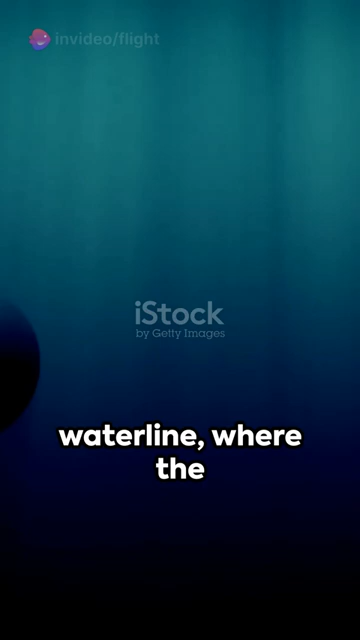 invideo/flight
iStock
by Getty Images
waterline, where
the